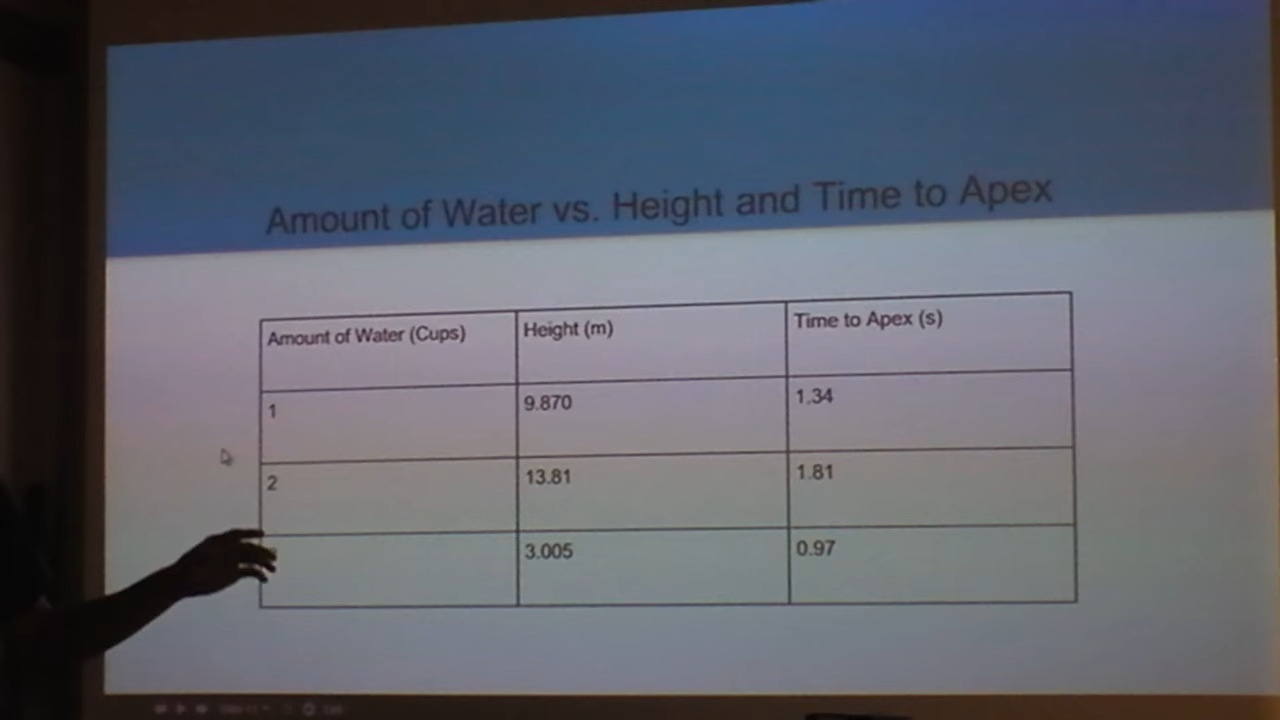 Amount of Water vs. Height and Time to Apex
Amount of Water (Cups) Height (m) Time to Apex (s)
1 9.870 1.34
2 13.81 1.81
3.005 0.97